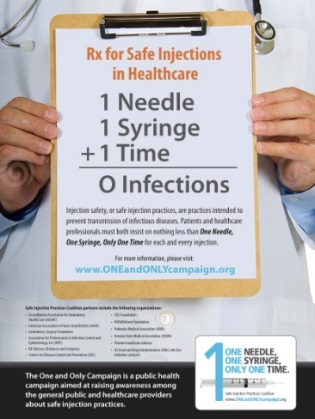 Rx for Safe Injections
in Healthcare
1 Needle
1 Syringe
+ 1 Time
0 Infections
Injection safety, or safe injection practices, are practices intended to
prevent transmission of infectious diseases. Patients and healthcare
professionals must both insist on nothing less than One Needle,
One Syringe, Only One Time for each and every injection.
For more information, please visit:
www.ONEandONLYcampaign.org
Safe Injection Practices Coalition partners include the following organizations:
The One and Only Campaign is a public health
campaign aimed at raising awareness among
the general public and healthcare providers
about safe injection practices.
1 ONE NEEDLE,
ONE SYRINGE,
ONLY ONE TIME.
Safe Injection Practices Coalition
www.ONEandONLYcampaign.org